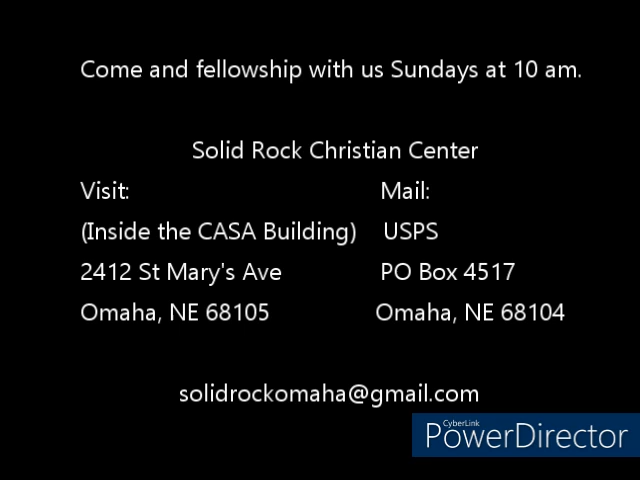 Come and fellowship with us Sundays at 10 am.
Solid Rock Christian Center
Visit: Mail:
(Inside the CASA Building) USPS
2412 St Mary's Ave PO Box 4517
Omaha, NE 68105 Omaha, NE 68104
solidrockomaha@gmail.com
CyberLink
PowerDirector